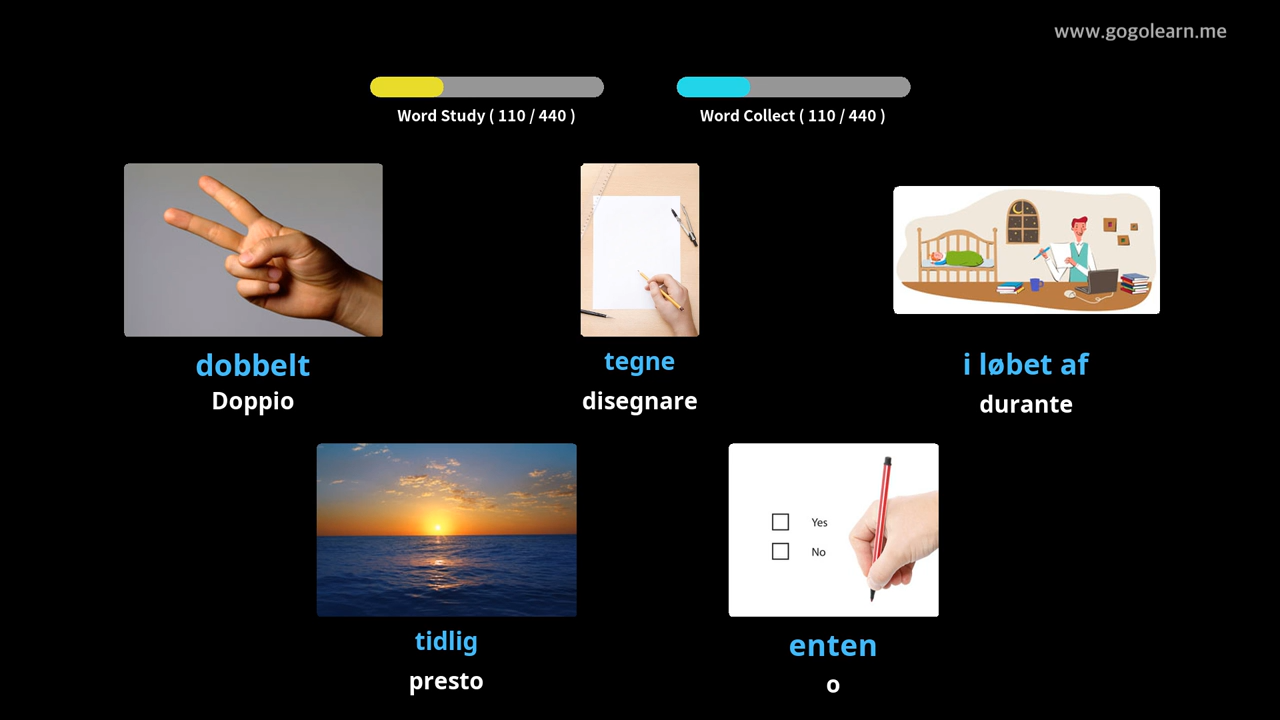 www.gogolearn.me
Word Study ( 110 / 440 )
Word Collect ( 110 / 440 )
dobbelt
Doppio
tegne
disegnare
i løbet af
durante
Yes
No
tidlig
presto
enten
o